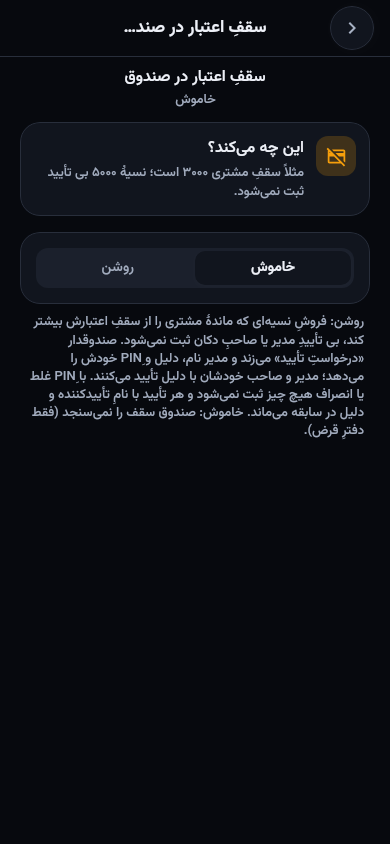 سقفِ اعتبار در صند...
سقفِ اعتبار در صندوق
خاموش
این چه می‌کند؟
مثلاً سقفِ مشتری ۳۰۰۰ است؛ نسیهٔ ۵۰۰۰ بی تأیید
ثبت نمی‌شود.
خاموش
روشن
روشن: فروشِ نسیه‌ای که ماندهٔ مشتری را از سقفِ اعتبارش بیشتر
کند، بی تأییدِ مدیر یا صاحبِ دکان ثبت نمی‌شود. صندوقدار
«درخواستِ تأیید» می‌زند و مدیر نام، دلیل و PIN خودش را
می‌دهد؛ مدیر و صاحب خودشان با دلیل تأیید می‌کنند. با PIN غلط
یا انصراف هیچ چیز ثبت نمی‌شود و هر تأیید با نامِ تأییدکننده و
دلیل در سابقه می‌ماند. خاموش: صندوق سقف را نمی‌سنجد (فقط
دفترِ قرض).